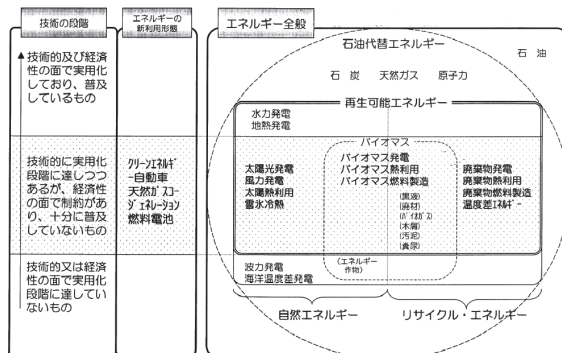 技術の段階
エネルギーの
新利用形態
エネルギー全般
技術的及び経済
性の面で実用化
しており、普及
しているもの
技術的に実用化
段階に達しつつ
あるが、経済性
の面で制約があ
り、十分に普及
していないもの
技術的又は経済
性の面で実用化
段階に達してい
ないもの
クリーンエネルギ
ー自動車
天然ガスコー
ジェネレーション
燃料電池
石油代替エネルギー
石 油
石 炭 天然ガス 原子力
再生可能エネルギー
水力発電
地熱発電
バイオマス
太陽光発電
風力発電
太陽熱利用
雪氷冷熱
バイオマス発電
バイオマス熱利用
バイオマス燃料製造
(黒液)
(廃材)
(バイオガス)
(木屑)
(汚泥)
(糞尿)
(エネルギー
作物)
廃棄物発電
廃棄物熱利用
廃棄物燃料製造
温度差エネルギー
波力発電
海洋温度差発電
自然エネルギー
リサイクル・エネルギー